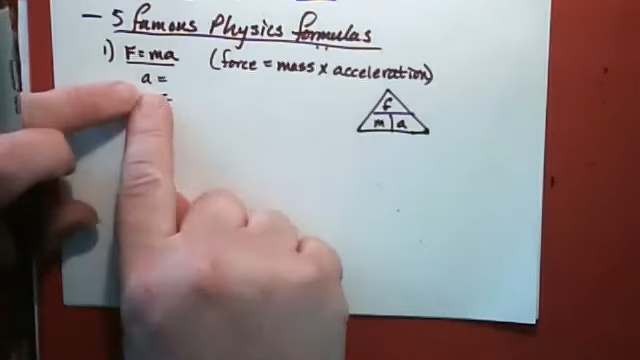 - 5 famous Physics formulas
1) F = ma (force = mass x acceleration)
a =
f
m a